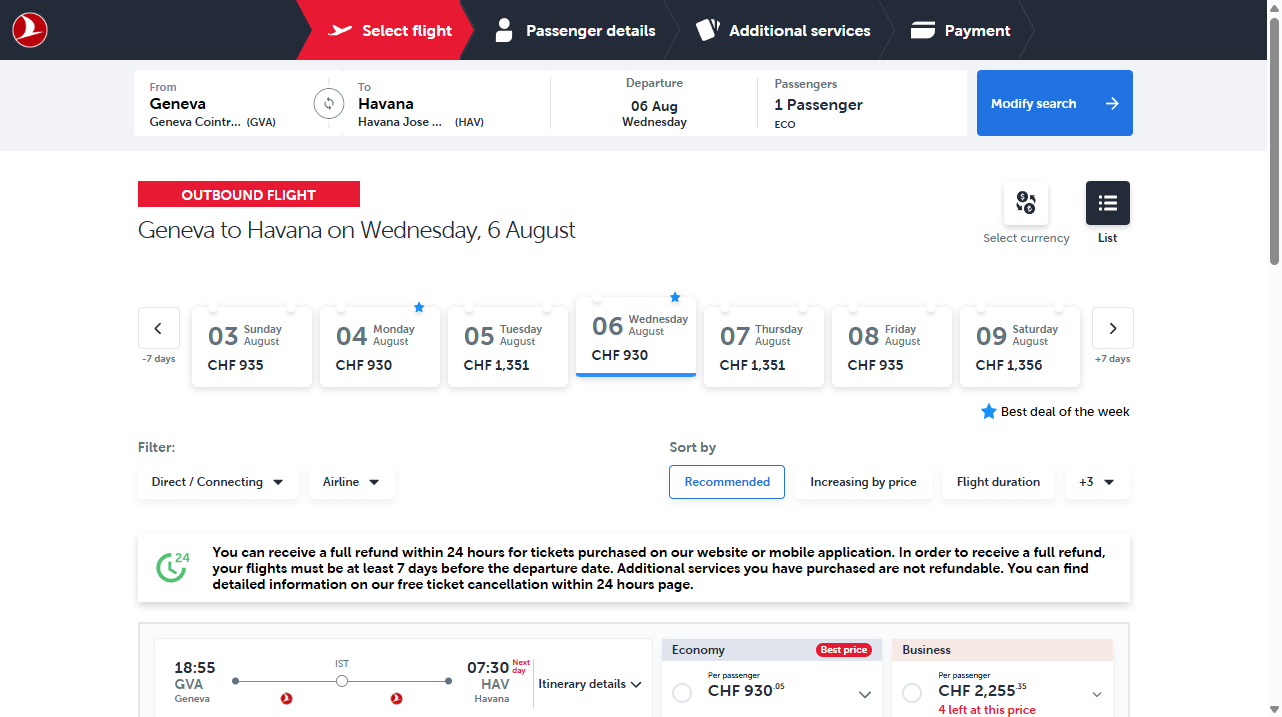 Select flight
Passenger details
Additional services
Payment
From
Geneva
Geneva Cointr... (GVA)
To
Havana
Havana Jose ... (HAV)
Departure
06 Aug
Wednesday
Passengers
1 Passenger
ECO
Modify search
OUTBOUND FLIGHT
Geneva to Havana on Wednesday, 6 August
Select currency
List
-7 days
03 Sunday August
CHF 935
04 Monday August
CHF 930
05 Tuesday August
CHF 1,351
06 Wednesday August
CHF 930
07 Thursday August
CHF 1,351
08 Friday August
CHF 935
09 Saturday August
CHF 1,356
+7 days
Best deal of the week
Filter:
Direct / Connecting
Airline
Sort by
Recommended
Increasing by price
Flight duration
+3
24
You can receive a full refund within 24 hours for tickets purchased on our website or mobile application. In order to receive a full refund,
your flights must be at least 7 days before the departure date. Additional services you have purchased are not refundable. You can find
detailed information on our free ticket cancellation within 24 hours page.
18:55
GVA
Geneva
IST
07:30 Next day
HAV
Havana
Itinerary details
Economy
Best price
Per passenger
CHF 930.05
Business
Per passenger
CHF 2,255.35
4 left at this price